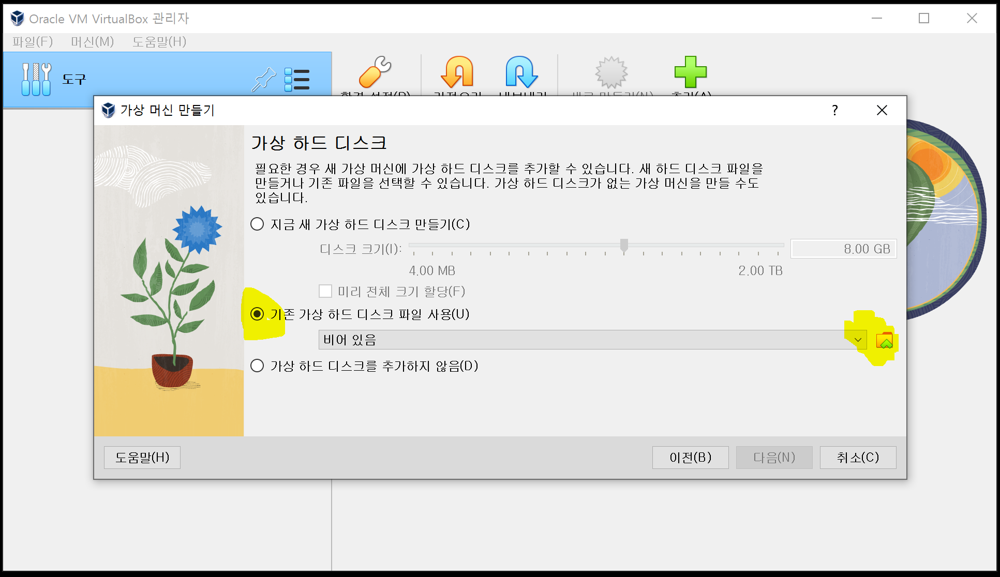 Oracle VM VirtualBox 관리자
파일(F) 머신(M) 도움말(H)
도구
가상 머신 만들기
?
가상 하드 디스크
필요한 경우 새 가상 머신에 가상 하드 디스크를 추가할 수 있습니다. 새 하드 디스크 파일을
만들거나 기존 파일을 선택할 수 있습니다. 가상 하드 디스크가 없는 가상 머신을 만들 수도
있습니다.
지금 새 가상 하드 디스크 만들기(C)
디스크 크기(I):
8.00 GB
4.00 MB 2.00 TB
미리 전체 크기 할당(F)
기존 가상 하드 디스크 파일 사용(U)
비어 있음
가상 하드 디스크를 추가하지 않음(D)
도움말(H) 이전(B) 다음(N) 취소(C)